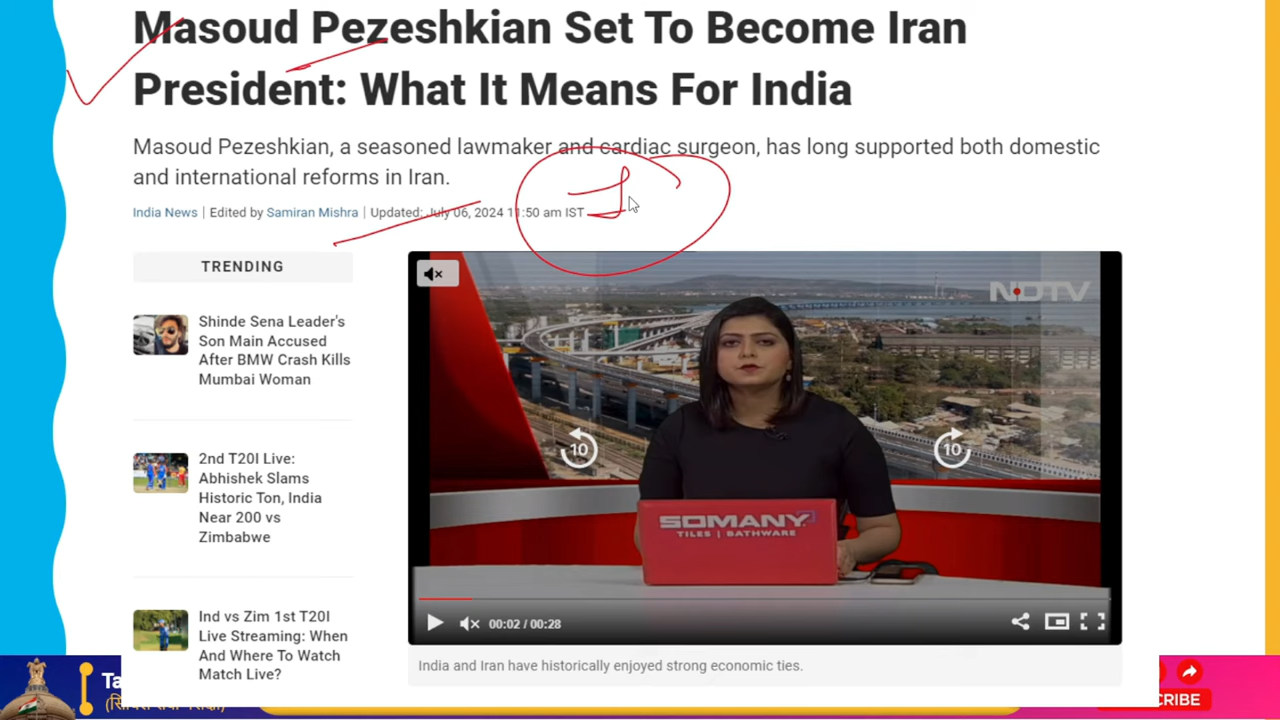 Masoud Pezeshkian Set To Become Iran
President: What It Means For India
Masoud Pezeshkian, a seasoned lawmaker and cardiac surgeon, has long supported both domestic
and international reforms in Iran.
India News | Edited by Samiran Mishra | Updated: July 06, 2024 11:50 am IST
TRENDING
Shinde Sena Leader's
Son Main Accused
After BMW Crash Kills
Mumbai Woman
2nd T20I Live:
Abhishek Slams
Historic Ton, India
Near 200 vs
Zimbabwe
Ind vs Zim 1st T20I
Live Streaming: When
And Where To Watch
Match Live?
NDTV
10
10
SOMANY
TILES | BATHWARE
00:02 / 00:28
India and Iran have historically enjoyed strong economic ties.